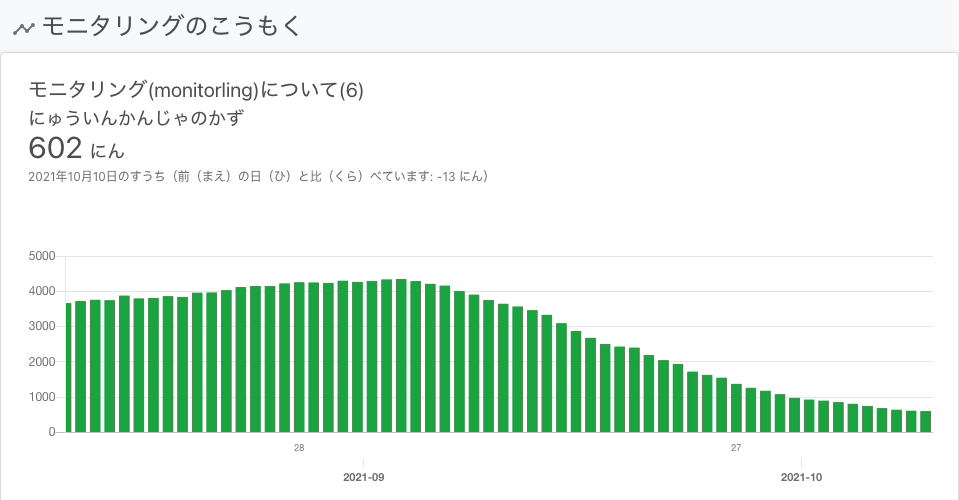 モニタリングのこうもく
モニタリング(monitorling)について(6)
にゅういんかんじゃのかず
602 にん
2021年10月10日のすうち（前（まえ）の日（ひ）と比（くら）べています: -13 にん）
5000
4000
3000
2000
1000
0
28
27
2021-09
2021-10